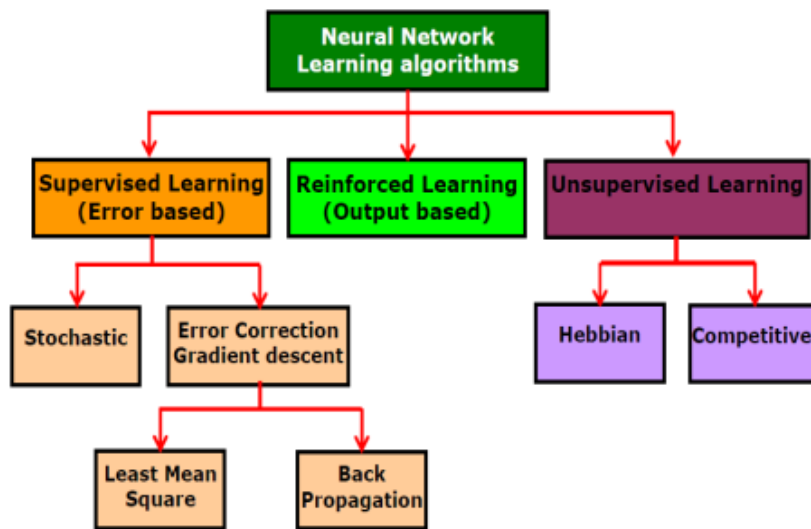 Neural Network
Learning algorithms
Supervised Learning
(Error based)
Reinforced Learning
(Output based)
Unsupervised Learning
Stochastic
Error Correction
Gradient descent
Hebbian
Competitive
Least Mean
Square
Back
Propagation